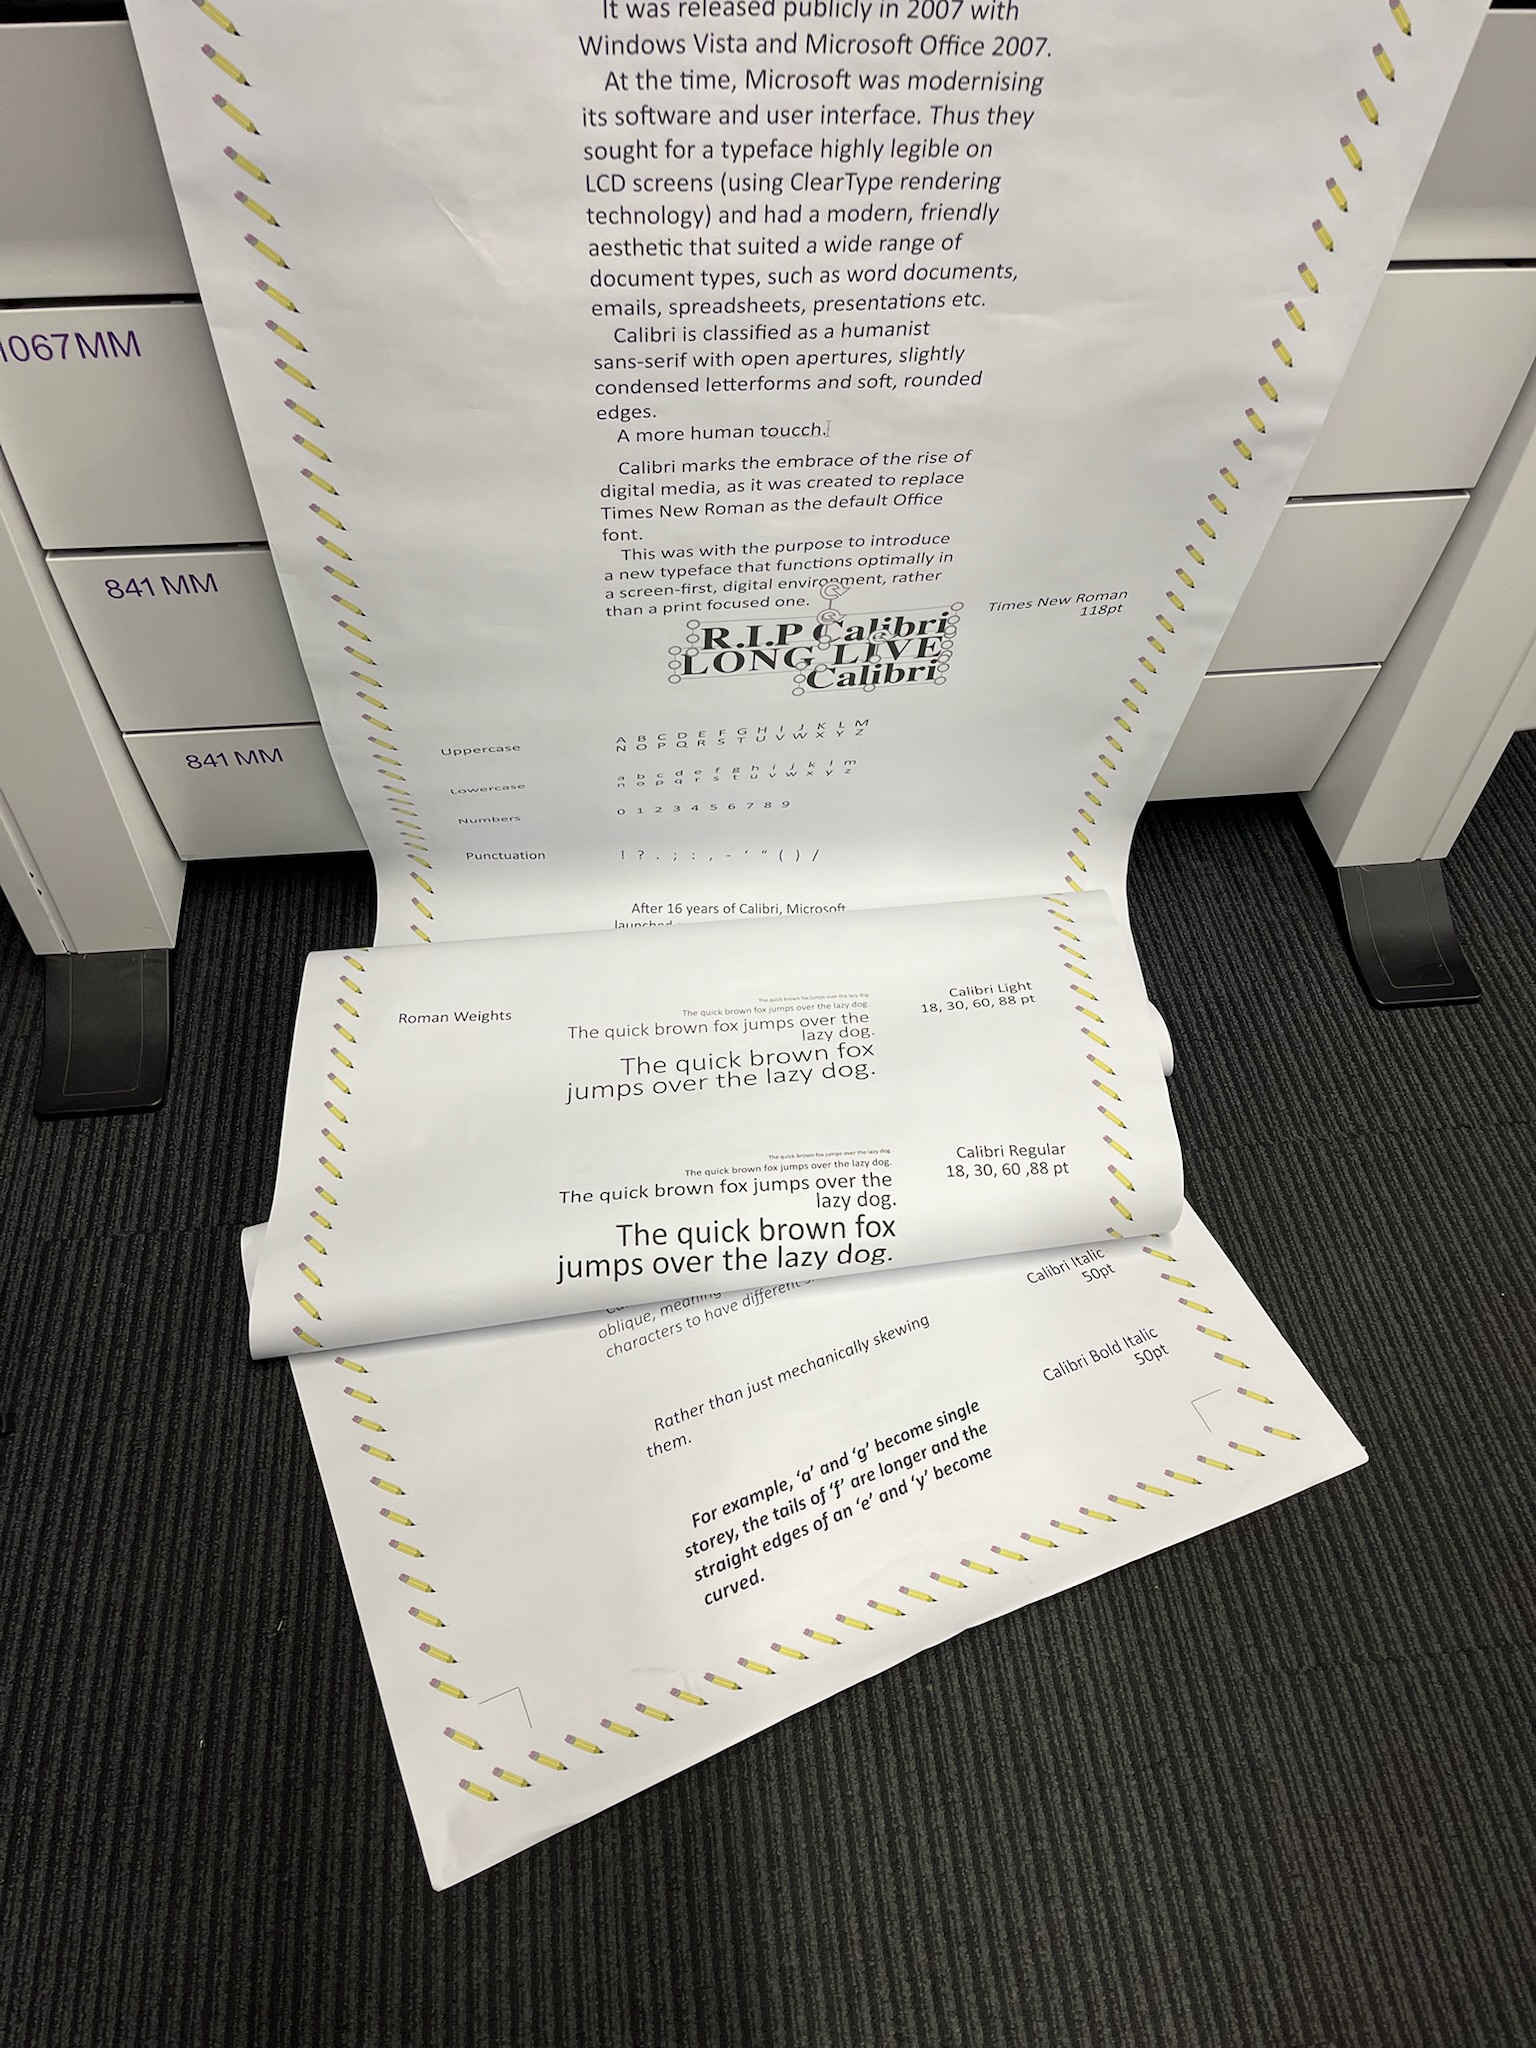 It was released publicly in 2007 with
Windows Vista and Microsoft Office 2007.
At the time, Microsoft was modernising
its software and user interface. Thus they
sought for a typeface highly legible on
LCD screens (using ClearType rendering
technology) and had a modern, friendly
aesthetic that suited a wide range of
document types, such as word documents,
emails, spreadsheets, presentations etc.
Calibri is classified as a humanist
sans-serif with open apertures, slightly
condensed letterforms and soft, rounded
edges.
A more human toucch.
Calibri marks the embrace of the rise of
digital media, as it was created to replace
Times New Roman as the default Office
font.
This was with the purpose to introduce
a new typeface that functions optimally in
a screen-first, digital environment, rather
than a print focused one.
Times New Roman
118pt
R.I.P Calibri
LONG LIVE
Calibri
Uppercase
A B C D E F G H I J K L M
N O P Q R S T U V W X Y Z
Lowercase
a b c d e f g h i j k l m
n o p q r s t u v w x y z
Numbers
0 1 2 3 4 5 6 7 8 9
Punctuation
! ? . ; : , - ‘ “ ( ) /
After 16 years of Calibri, Microsoft
launched
Roman Weights
The quick brown fox jumps over the lazy dog.
The quick brown fox jumps over the lazy dog.
The quick brown fox jumps over the
lazy dog.
The quick brown fox
jumps over the lazy dog.
Calibri Light
18, 30, 60, 88 pt
The quick brown fox jumps over the lazy dog.
The quick brown fox jumps over the lazy dog.
The quick brown fox jumps over the
lazy dog.
The quick brown fox
jumps over the lazy dog.
Calibri Regular
18, 30, 60 ,88 pt
oblique, meaning
characters to have different
Calibri Italic
50pt
Rather than just mechanically skewing
them.
Calibri Bold Italic
50pt
For example, ‘a’ and ‘g’ become single
storey, the tails of ‘f’ are longer and the
straight edges of an ‘e’ and ‘y’ become
curved.
1067MM
841 MM
841 MM